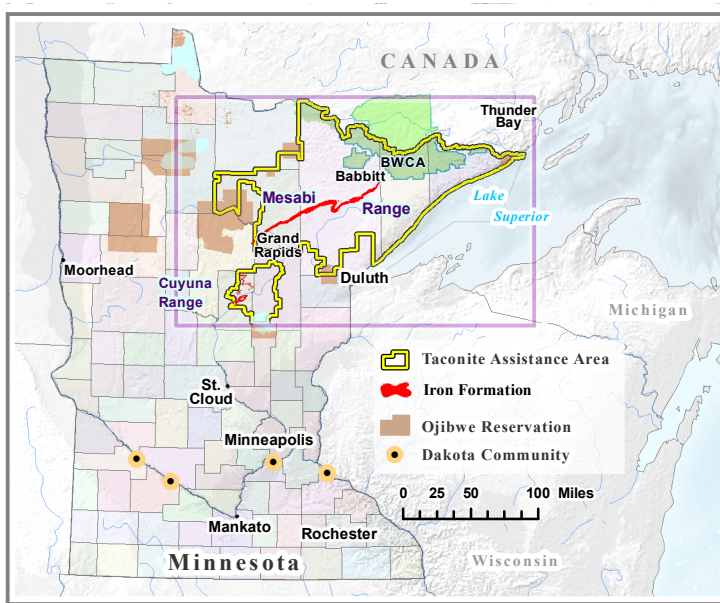 CANADA
Thunder
Bay
BWCA
Babbitt
Mesabi
Range
Lake
Superior
Grand
Rapids
Moorhead
Duluth
Cuyuna
Range
Michigan
Taconite Assistance Area
St.
Cloud
Iron Formation
Ojibwe Reservation
Minneapolis
Dakota Community
0 25 50 100 Miles
Mankato
Rochester
Minnesota
Wisconsin